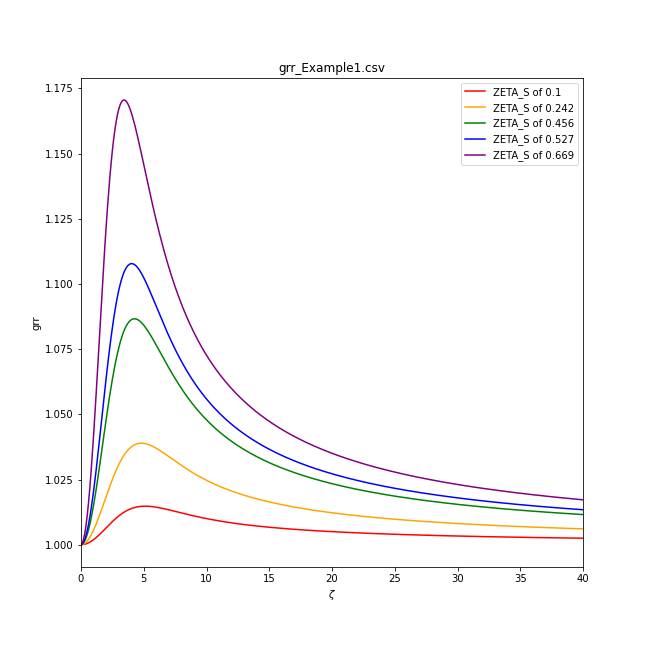 grr_Example1.csv
ZETA_S of 0.1
ZETA_S of 0.242
ZETA_S of 0.456
ZETA_S of 0.527
ZETA_S of 0.669
1.175
1.150
1.125
1.100
1.075
1.050
1.025
1.000
grr
0 5 10 15 20 25 30 35 40
ζ